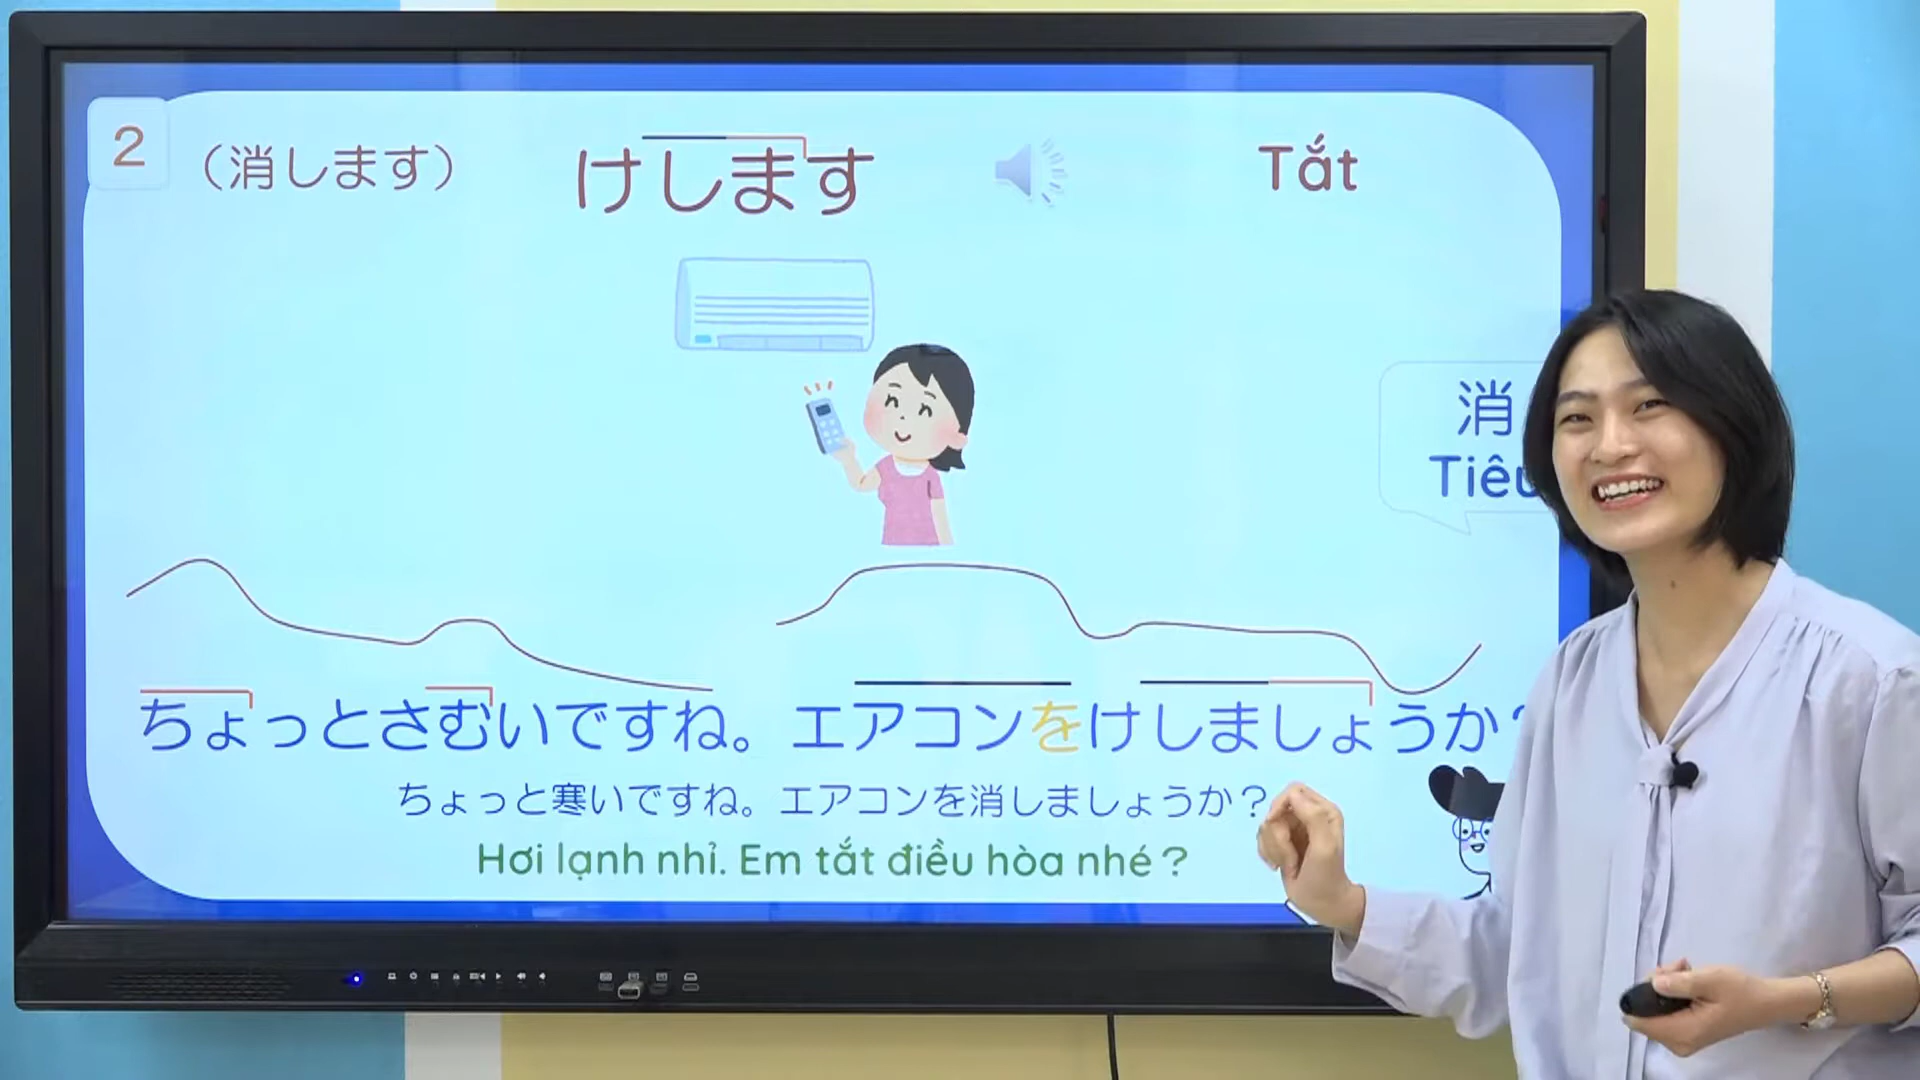 2
（消します）
けします
Tắt
消
Tiêu
ちょっとさむいですね。エアコンをけしましょうか？
ちょっと寒いですね。エアコンを消しましょうか？
Hơi lạnh nhỉ. Em tắt điều hòa nhé？